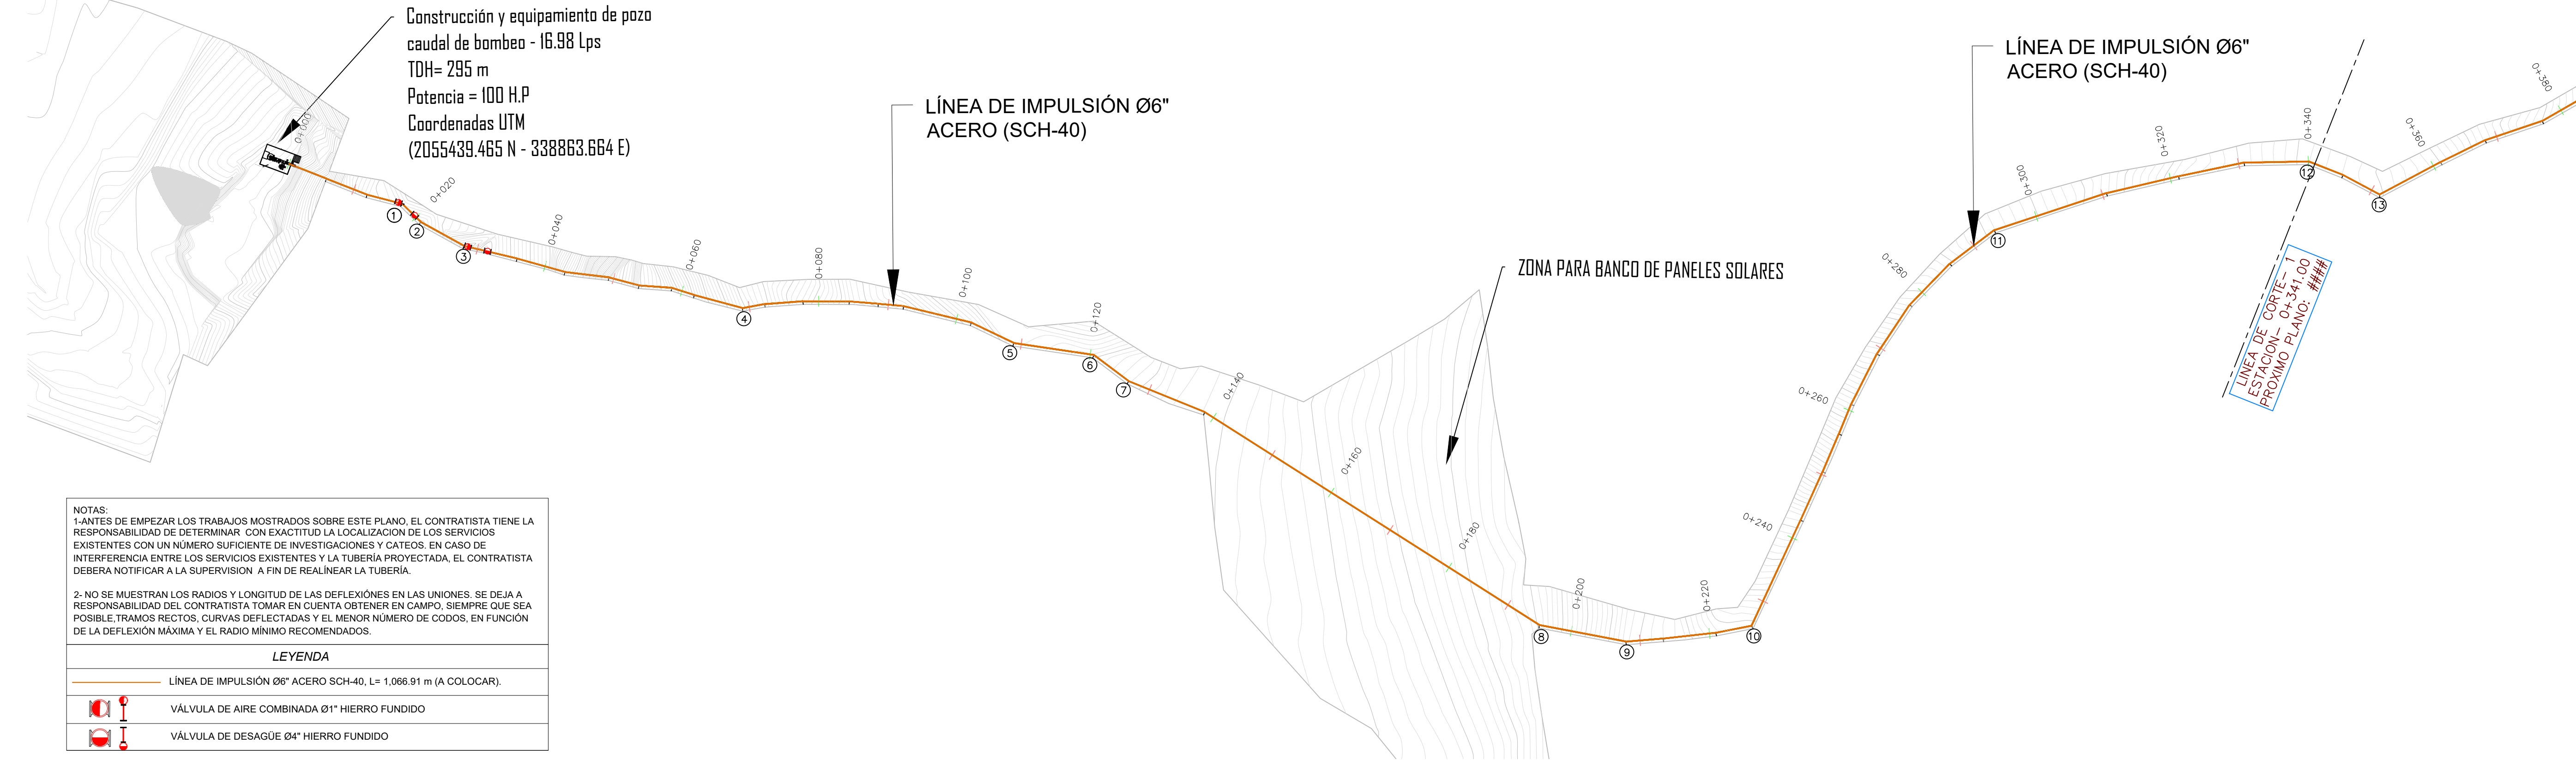 Construcción y equipamiento de pozo
caudal de bombeo - 16.98 Lps
TDH= 295 m
Potencia = 100 H.P
Coordenadas UTM
(2055439.465 N - 338863.664 E)
LÍNEA DE IMPULSIÓN Ø6"
ACERO (SCH-40)
LÍNEA DE IMPULSIÓN Ø6"
ACERO (SCH-40)
ZONA PARA BANCO DE PANELES SOLARES
0+000
0+020
0+040
0+060
0+080
0+100
0+120
0+140
0+160
0+180
0+200
0+220
0+240
0+260
0+280
0+300
0+320
0+340
0+360
0+380
1
2
3
4
5
6
7
8
9
10
11
12
13
LINEA DE CORTE- 1
ESTACION- 0+341.00
PROXIMO PLANO: ###
NOTAS:
1-ANTES DE EMPEZAR LOS TRABAJOS MOSTRADOS SOBRE ESTE PLANO, EL CONTRATISTA TIENE LA
RESPONSABILIDAD DE DETERMINAR CON EXACTITUD LA LOCALIZACION DE LOS SERVICIOS
EXISTENTES CON UN NÚMERO SUFICIENTE DE INVESTIGACIONES Y CATEOS. EN CASO DE
INTERFERENCIA ENTRE LOS SERVICIOS EXISTENTES Y LA TUBERÍA PROYECTADA, EL CONTRATISTA
DEBERA NOTIFICAR A LA SUPERVISION A FIN DE REALÍNEAR LA TUBERÍA.
2- NO SE MUESTRAN LOS RADIOS Y LONGITUD DE LAS DEFLEXIÓNES EN LAS UNIONES. SE DEJA A
RESPONSABILIDAD DEL CONTRATISTA TOMAR EN CUENTA OBTENER EN CAMPO, SIEMPRE QUE SEA
POSIBLE,TRAMOS RECTOS, CURVAS DEFLECTADAS Y EL MENOR NÚMERO DE CODOS, EN FUNCIÓN
DE LA DEFLEXIÓN MÁXIMA Y EL RADIO MÍNIMO RECOMENDADOS.
LEYENDA
LÍNEA DE IMPULSIÓN Ø6" ACERO SCH-40, L= 1,066.91 m (A COLOCAR).
VÁLVULA DE AIRE COMBINADA Ø1" HIERRO FUNDIDO
VÁLVULA DE DESAGÜE Ø4" HIERRO FUNDIDO